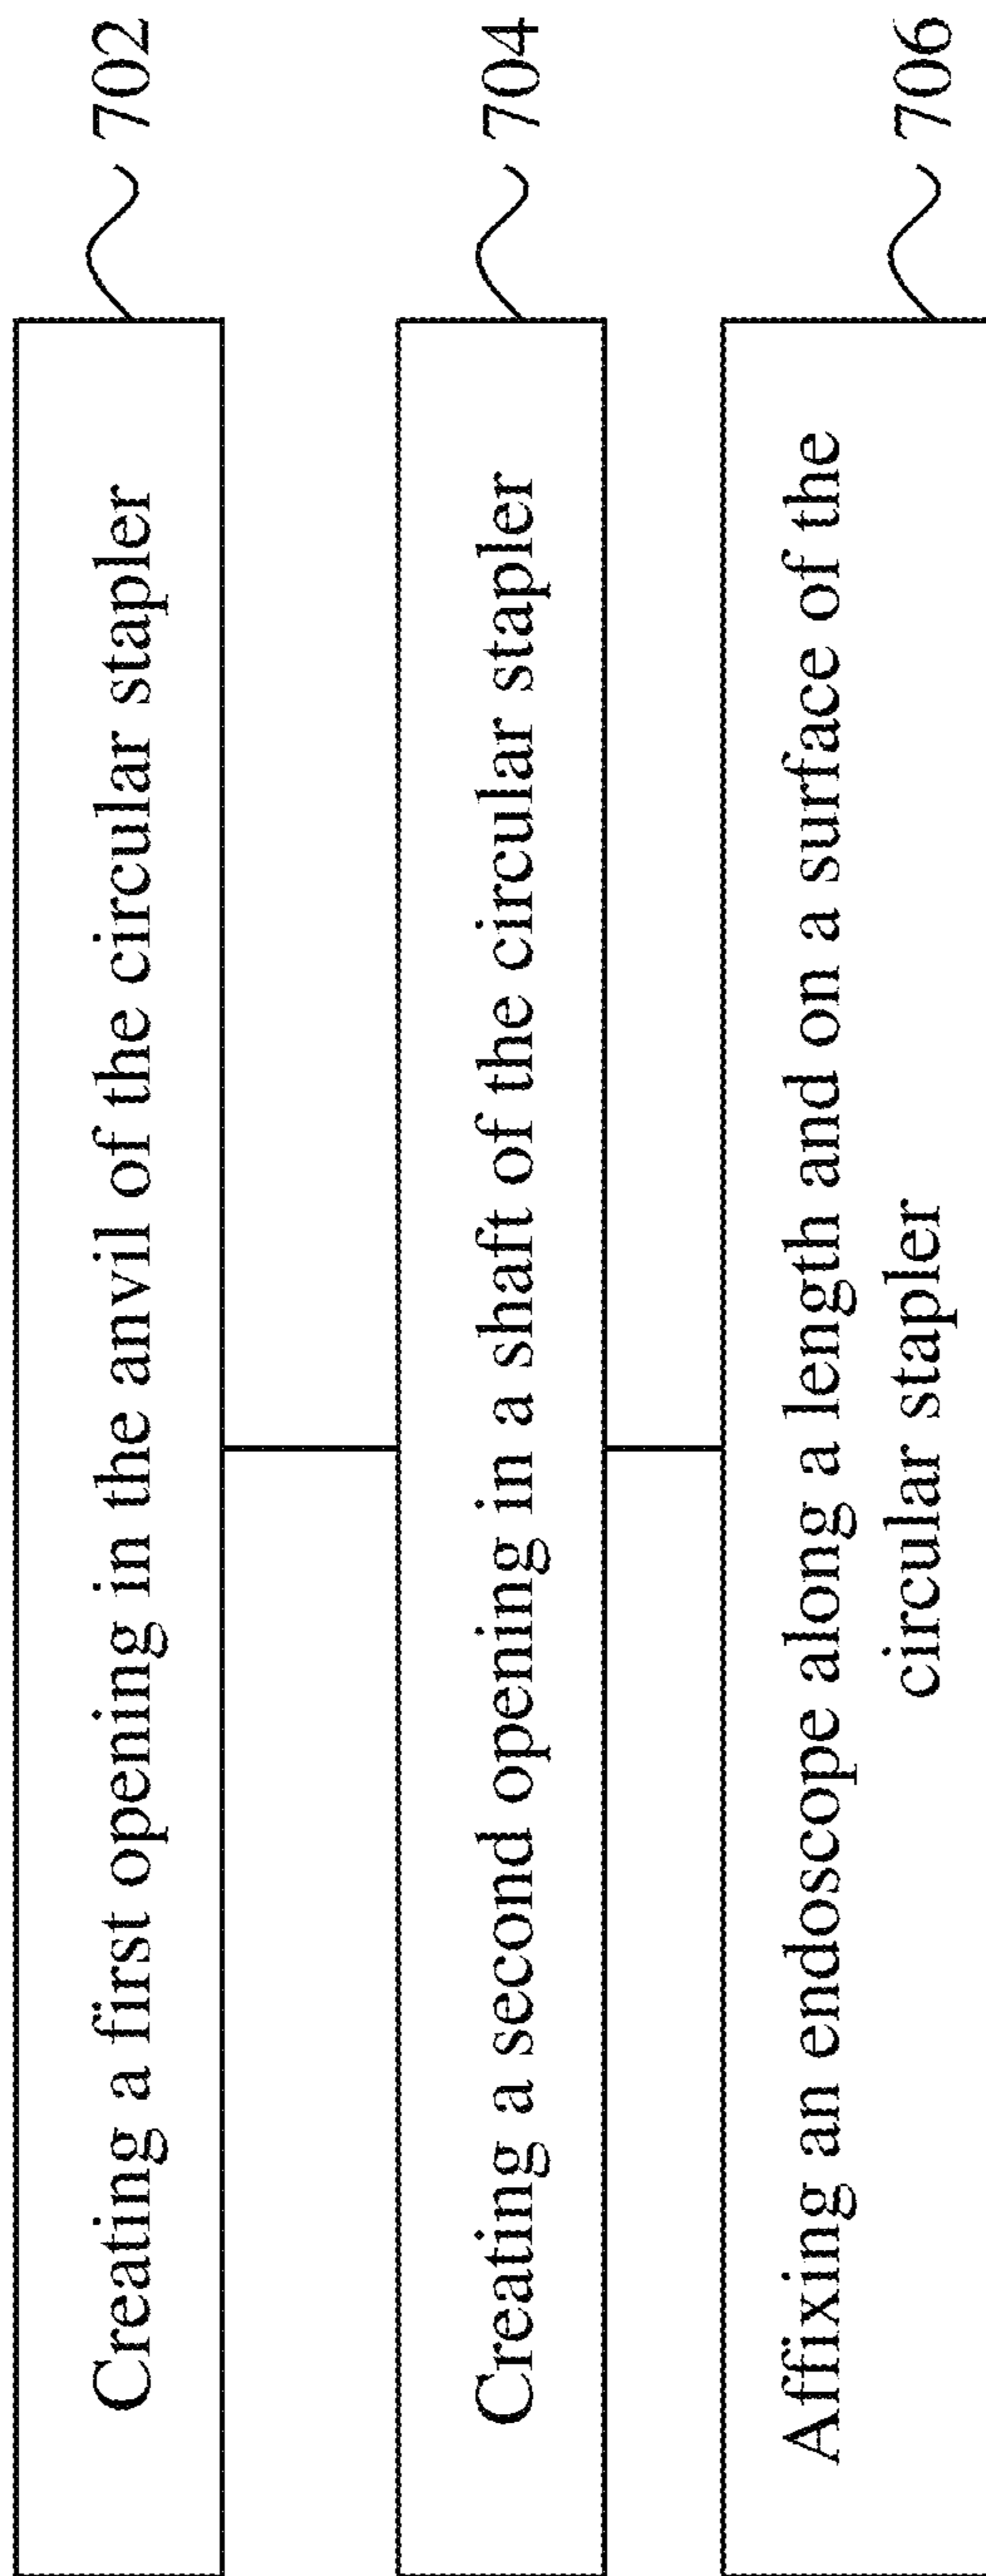 Creating a first opening in the anvil of the circular stapler
702
Creating a second opening in a shaft of the circular stapler
704
Affixing an endoscope along a length and on a surface of the
circular stapler
706